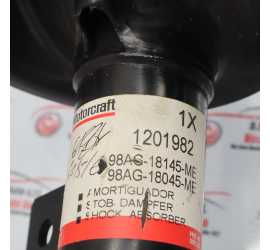 Motorcraft
1X
1201982
98AG-18145-ME
98AG-18045-ME
AMORTIGUADOR
STOB. DAMPFER
SHOCK ABSORBER